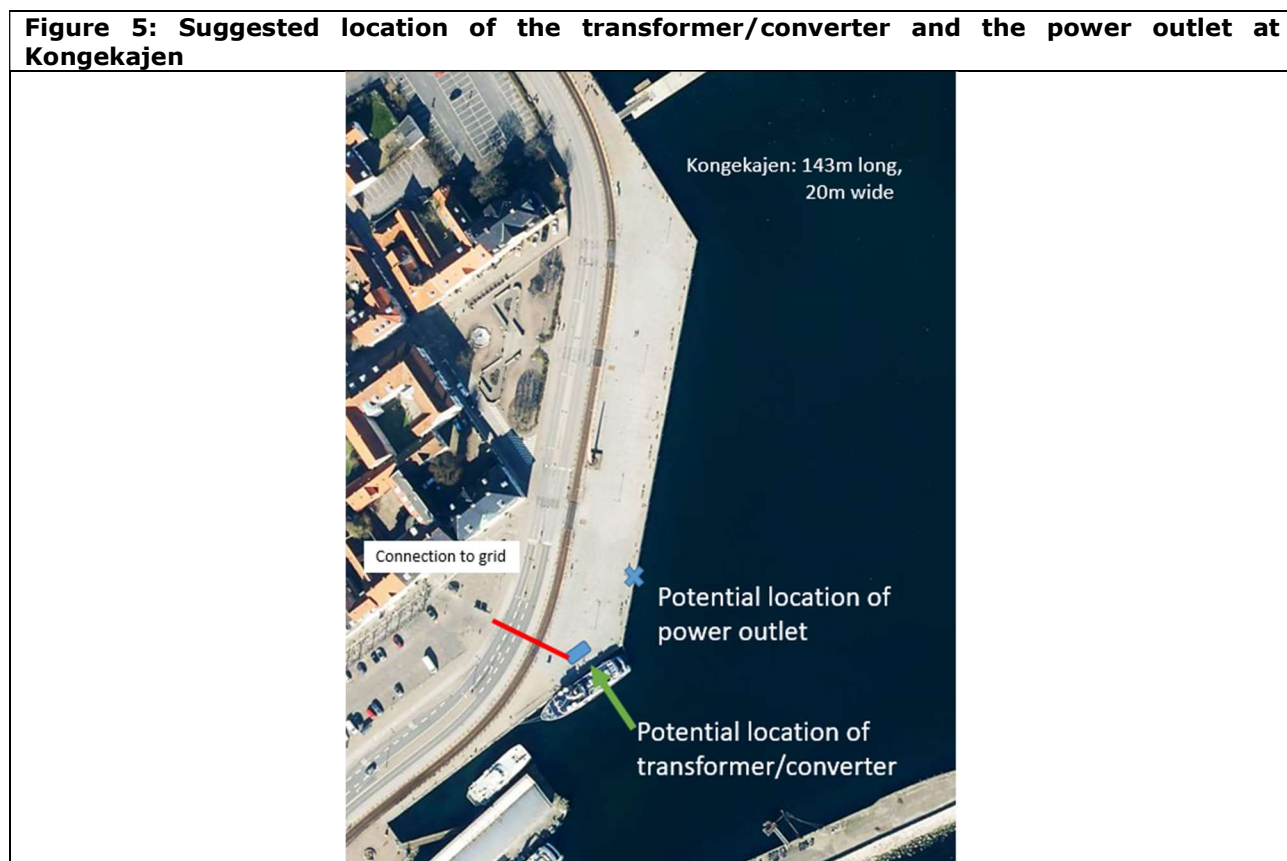 Figure 5: Suggested location of the transformer/converter and the power outlet at
Kongekajen
Kongekajen: 143m long,
20m wide
Connection to grid
Potential location of
power outlet
Potential location of
transformer/converter